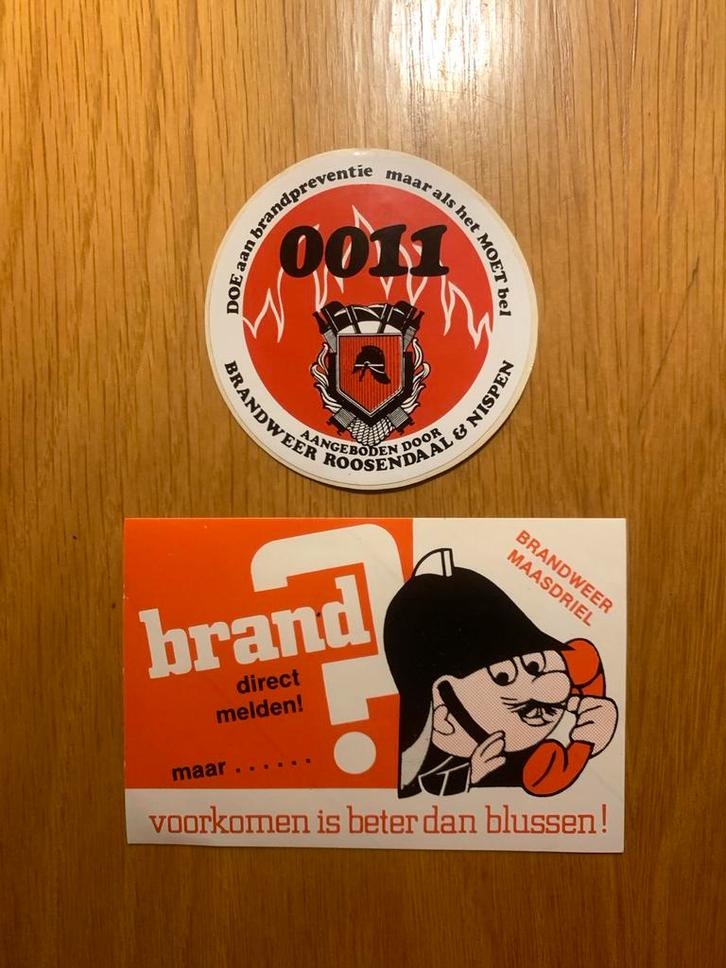 DOE aan brandpreventie maar als het MOET bel
0011
AANGEBODEN DOOR
BRANDWEER ROOSENDAAL & NISPEN
brand?
direct
melden!
maar ......
BRANDWEER
MAASDRIEL
voorkomen is beter dan blussen!